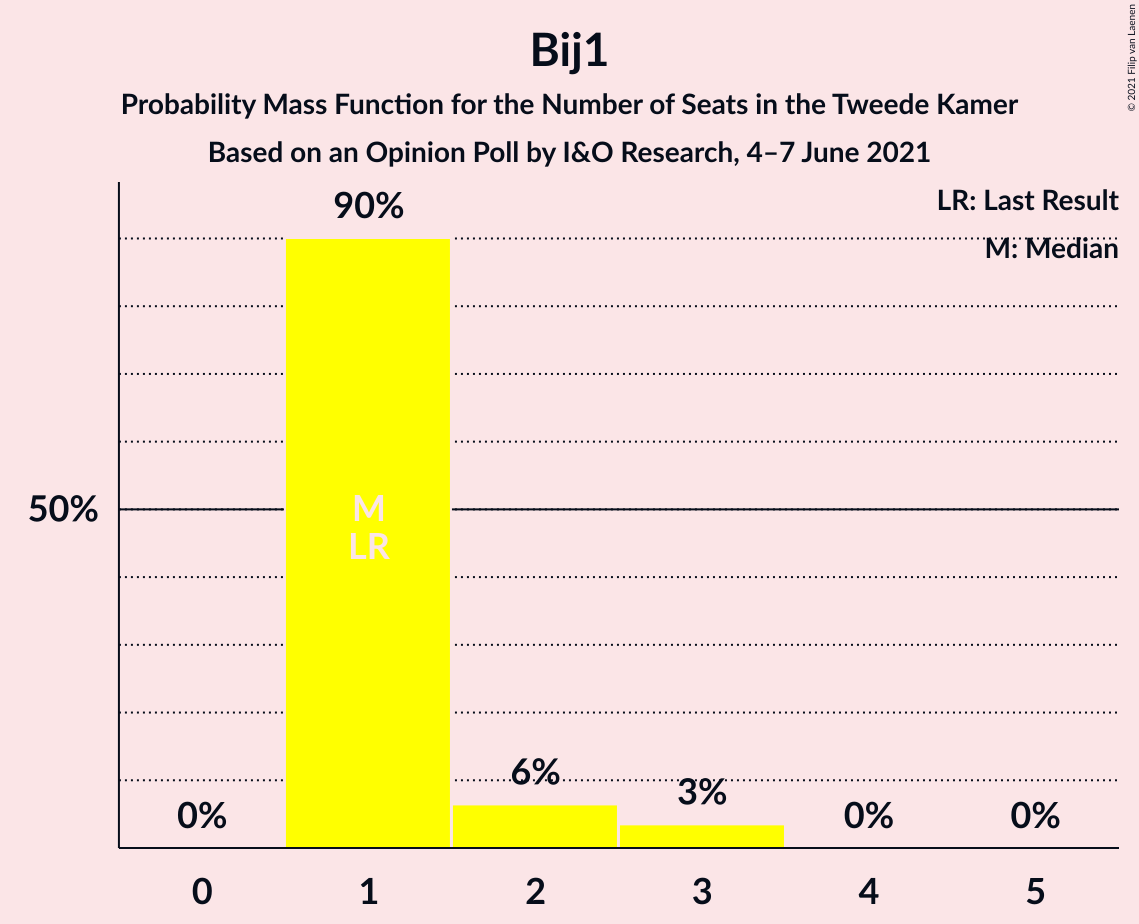 Bij1
Probability Mass Function for the Number of Seats in the Tweede Kamer
Based on an Opinion Poll by I&O Research, 4–7 June 2021
© 2021 Filip van Laenen
LR: Last Result
M: Median
90%
50%
M
LR
6%
3%
0%
0%
0%
0 1 2 3 4 5